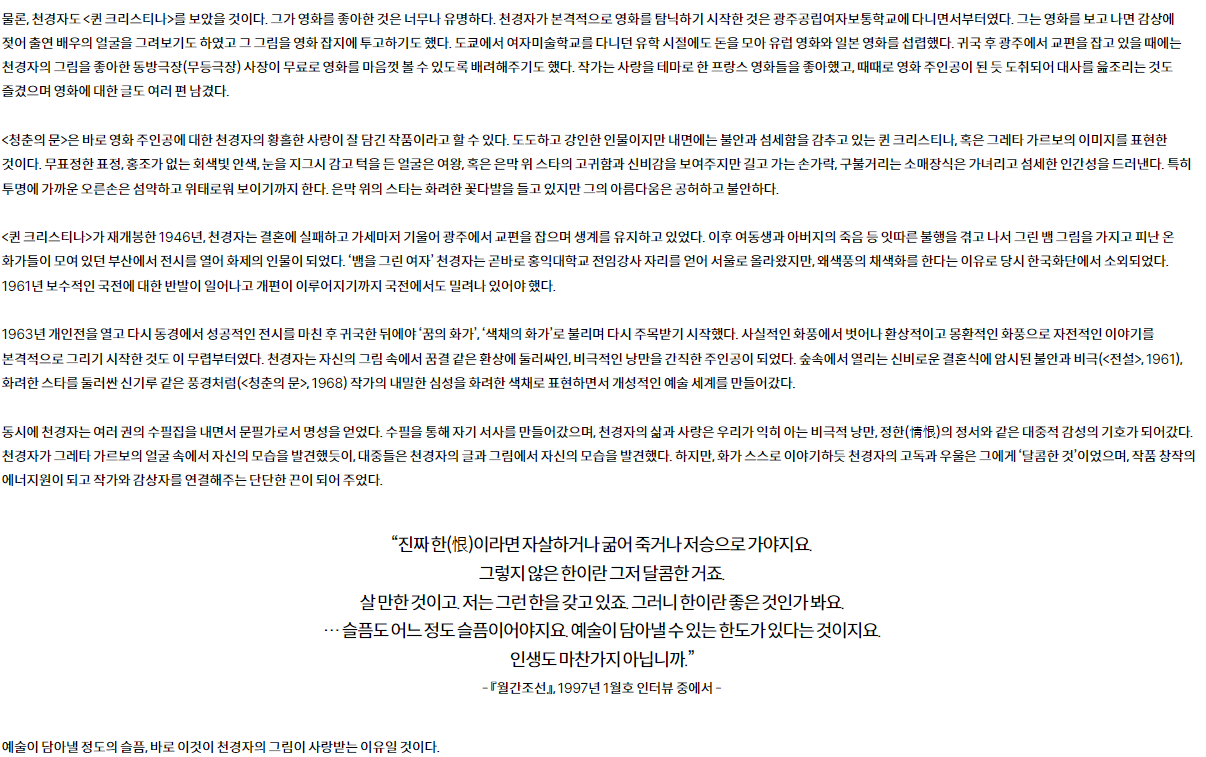 물론, 천경자도 <퀸 크리스티나>를 보았을 것이다. 그가 영화를 좋아한 것은 너무나 유명하다. 천경자가 본격적으로 영화를 탐닉하기 시작한 것은 광주공립여자보통학교에 다니면서부터였다. 그는 영화를 보고 나면 감상에
젖어 출연 배우의 얼굴을 그려보기도 하였고 그 그림을 영화 잡지에 투고하기도 했다. 도쿄에서 여자미술학교를 다니던 유학 시절에도 돈을 모아 유럽 영화와 일본 영화를 섭렵했다. 귀국 후 광주에서 교편을 잡고 있을 때에는
천경자의 그림을 좋아한 동방극장(무등극장) 사장이 무료로 영화를 마음껏 볼 수 있도록 배려해주기도 했다. 작가는 사랑을 테마로 한 프랑스 영화들을 좋아했고, 때때로 영화 주인공이 된 듯 도취되어 대사를 읊조리는 것도
즐겼으며 영화에 대한 글도 여러 편 남겼다.
<청춘의 문>은 바로 영화 주인공에 대한 천경자의 황홀한 사랑이 잘 담긴 작품이라고 할 수 있다. 도도하고 강인한 인물이지만 내면에는 불안과 섬세함을 감추고 있는 퀸 크리스티나, 혹은 그레타 가르보의 이미지를 표현한
것이다. 무표정한 표정, 홍조가 없는 회색빛 안색, 눈을 지그시 감고 턱을 든 얼굴은 여왕, 혹은 은막 위 스타의 고귀함과 신비감을 보여주지만 길고 가는 손가락, 구불거리는 소매장식은 가녀리고 섬세한 인간성을 드러낸다. 특히
투명에 가까운 오른손은 섬약하고 위태로워 보이기까지 한다. 은막 위의 스타는 화려한 꽃다발을 들고 있지만 그의 아름다움은 공허하고 불안하다.
<퀸 크리스티나>가 재개봉한 1946년, 천경자는 결혼에 실패하고 가세마저 기울어 광주에서 교편을 잡으며 생계를 유지하고 있었다. 이후 여동생과 아버지의 죽음 등 잇따른 불행을 겪고 나서 그린 뱀 그림을 가지고 피난 온
화가들이 모여 있던 부산에서 전시를 열어 화제의 인물이 되었다. ‘뱀을 그린 여자’ 천경자는 곧바로 홍익대학교 전임강사 자리를 얻어 서울로 올라왔지만, 왜색풍의 채색화를 한다는 이유로 당시 한국화단에서 소외되었다.
1961년 보수적인 국전에 대한 반발이 일어나고 개편이 이루어지기까지 국전에서도 밀려나 있어야 했다.
1963년 개인전을 열고 다시 동경에서 성공적인 전시를 마친 후 귀국한 뒤에야 ‘꿈의 화가’, ‘색채의 화가’로 불리며 다시 주목받기 시작했다. 사실적인 화풍에서 벗어나 환상적이고 몽환적인 화풍으로 자전적인 이야기를
본격적으로 그리기 시작한 것도 이 무렵부터였다. 천경자는 자신의 그림 속에서 꿈결 같은 환상에 둘러싸인, 비극적인 낭만을 간직한 주인공이 되었다. 숲속에서 열리는 신비로운 결혼식에 암시된 불안과 비극(<전설>, 1961),
화려한 스타를 둘러싼 신기루 같은 풍경처럼(<청춘의 문>, 1968) 작가의 내밀한 심성을 화려한 색채로 표현하면서 개성적인 예술 세계를 만들어갔다.
동시에 천경자는 여러 권의 수필집을 내면서 문필가로서 명성을 얻었다. 수필을 통해 자기 서사를 만들어갔으며, 천경자의 삶과 사랑은 우리가 익히 아는 비극적 낭만, 정한(情恨)의 정서와 같은 대중적 감성의 기호가 되어갔다.
천경자가 그레타 가르보의 얼굴 속에서 자신의 모습을 발견했듯이, 대중들은 천경자의 글과 그림에서 자신의 모습을 발견했다. 하지만, 화가 스스로 이야기하듯 천경자의 고독과 우울은 그에게 ‘달콤한 것’이었으며, 작품 창작의
에너지원이 되고 작가와 감상자를 연결해주는 단단한 끈이 되어 주었다.
“진짜 한(恨)이라면 자살하거나 굶어 죽거나 저승으로 가야지요.
그렇지 않은 한이란 그저 달콤한 거죠.
살 만한 것이고. 저는 그런 한을 갖고 있죠. 그러니 한이란 좋은 것인가 봐요.
… 슬픔도 어느 정도 슬픔이어야지요. 예술이 담아낼 수 있는 한도가 있다는 것이지요.
인생도 마찬가지 아닙니까.”
- 『월간조선』, 1997년 1월호 인터뷰 중에서 -
예술이 담아낼 정도의 슬픔, 바로 이것이 천경자의 그림이 사랑받는 이유일 것이다.